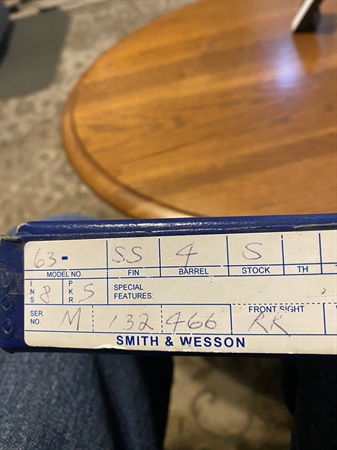 63- SS 4 S
MODEL NO. FIN BARREL STOCK TH
INS 8 PKR S SPECIAL FEATURES:
SER NO. M 132 466 FRONT SIGHT RR
SMITH & WESSON